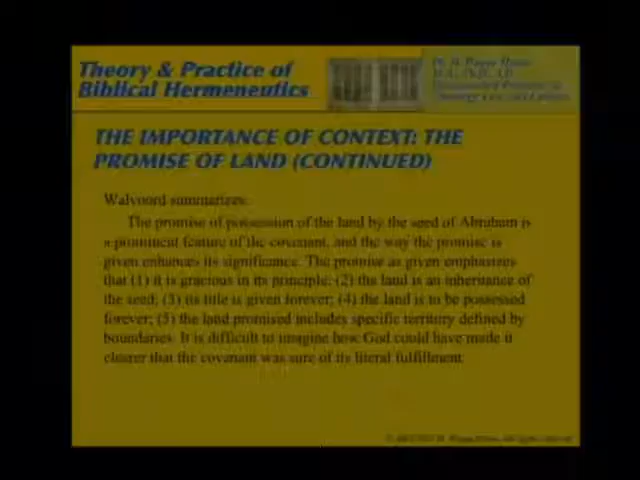 Theory & Practice of
Biblical Hermeneutics
THE IMPORTANCE OF CONTEXT: THE
PROMISE OF LAND (CONTINUED)
Walvoord summarizes:
The promise of possession of the land by the seed of Abraham is
a prominent feature of the covenant, and the way the promise is
given enhances its significance. The promise as given emphasizes
that (1) it is gracious in its principle; (2) the land is an inheritance of
the seed; (3) its title is given forever; (4) the land is to be possessed
forever; (5) the land promised includes specific territory defined by
boundaries. It is difficult to imagine how God could have made it
clearer that the covenant was sure of its literal fulfillment.